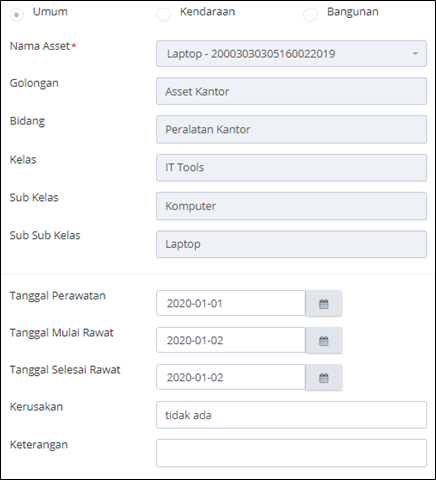 Umum Kendaraan Bangunan
Nama Asset* Laptop - 20003030305160022019
Golongan Asset Kantor
Bidang Peralatan Kantor
Kelas IT Tools
Sub Kelas Komputer
Sub Sub Kelas Laptop
Tanggal Perawatan 2020-01-01
Tanggal Mulai Rawat 2020-01-02
Tanggal Selesai Rawat 2020-01-02
Kerusakan tidak ada
Keterangan